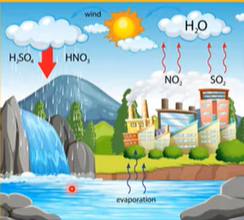 wind
H₂O
H₂SO₄ HNO₃
NO₂ SO₂
evaporation